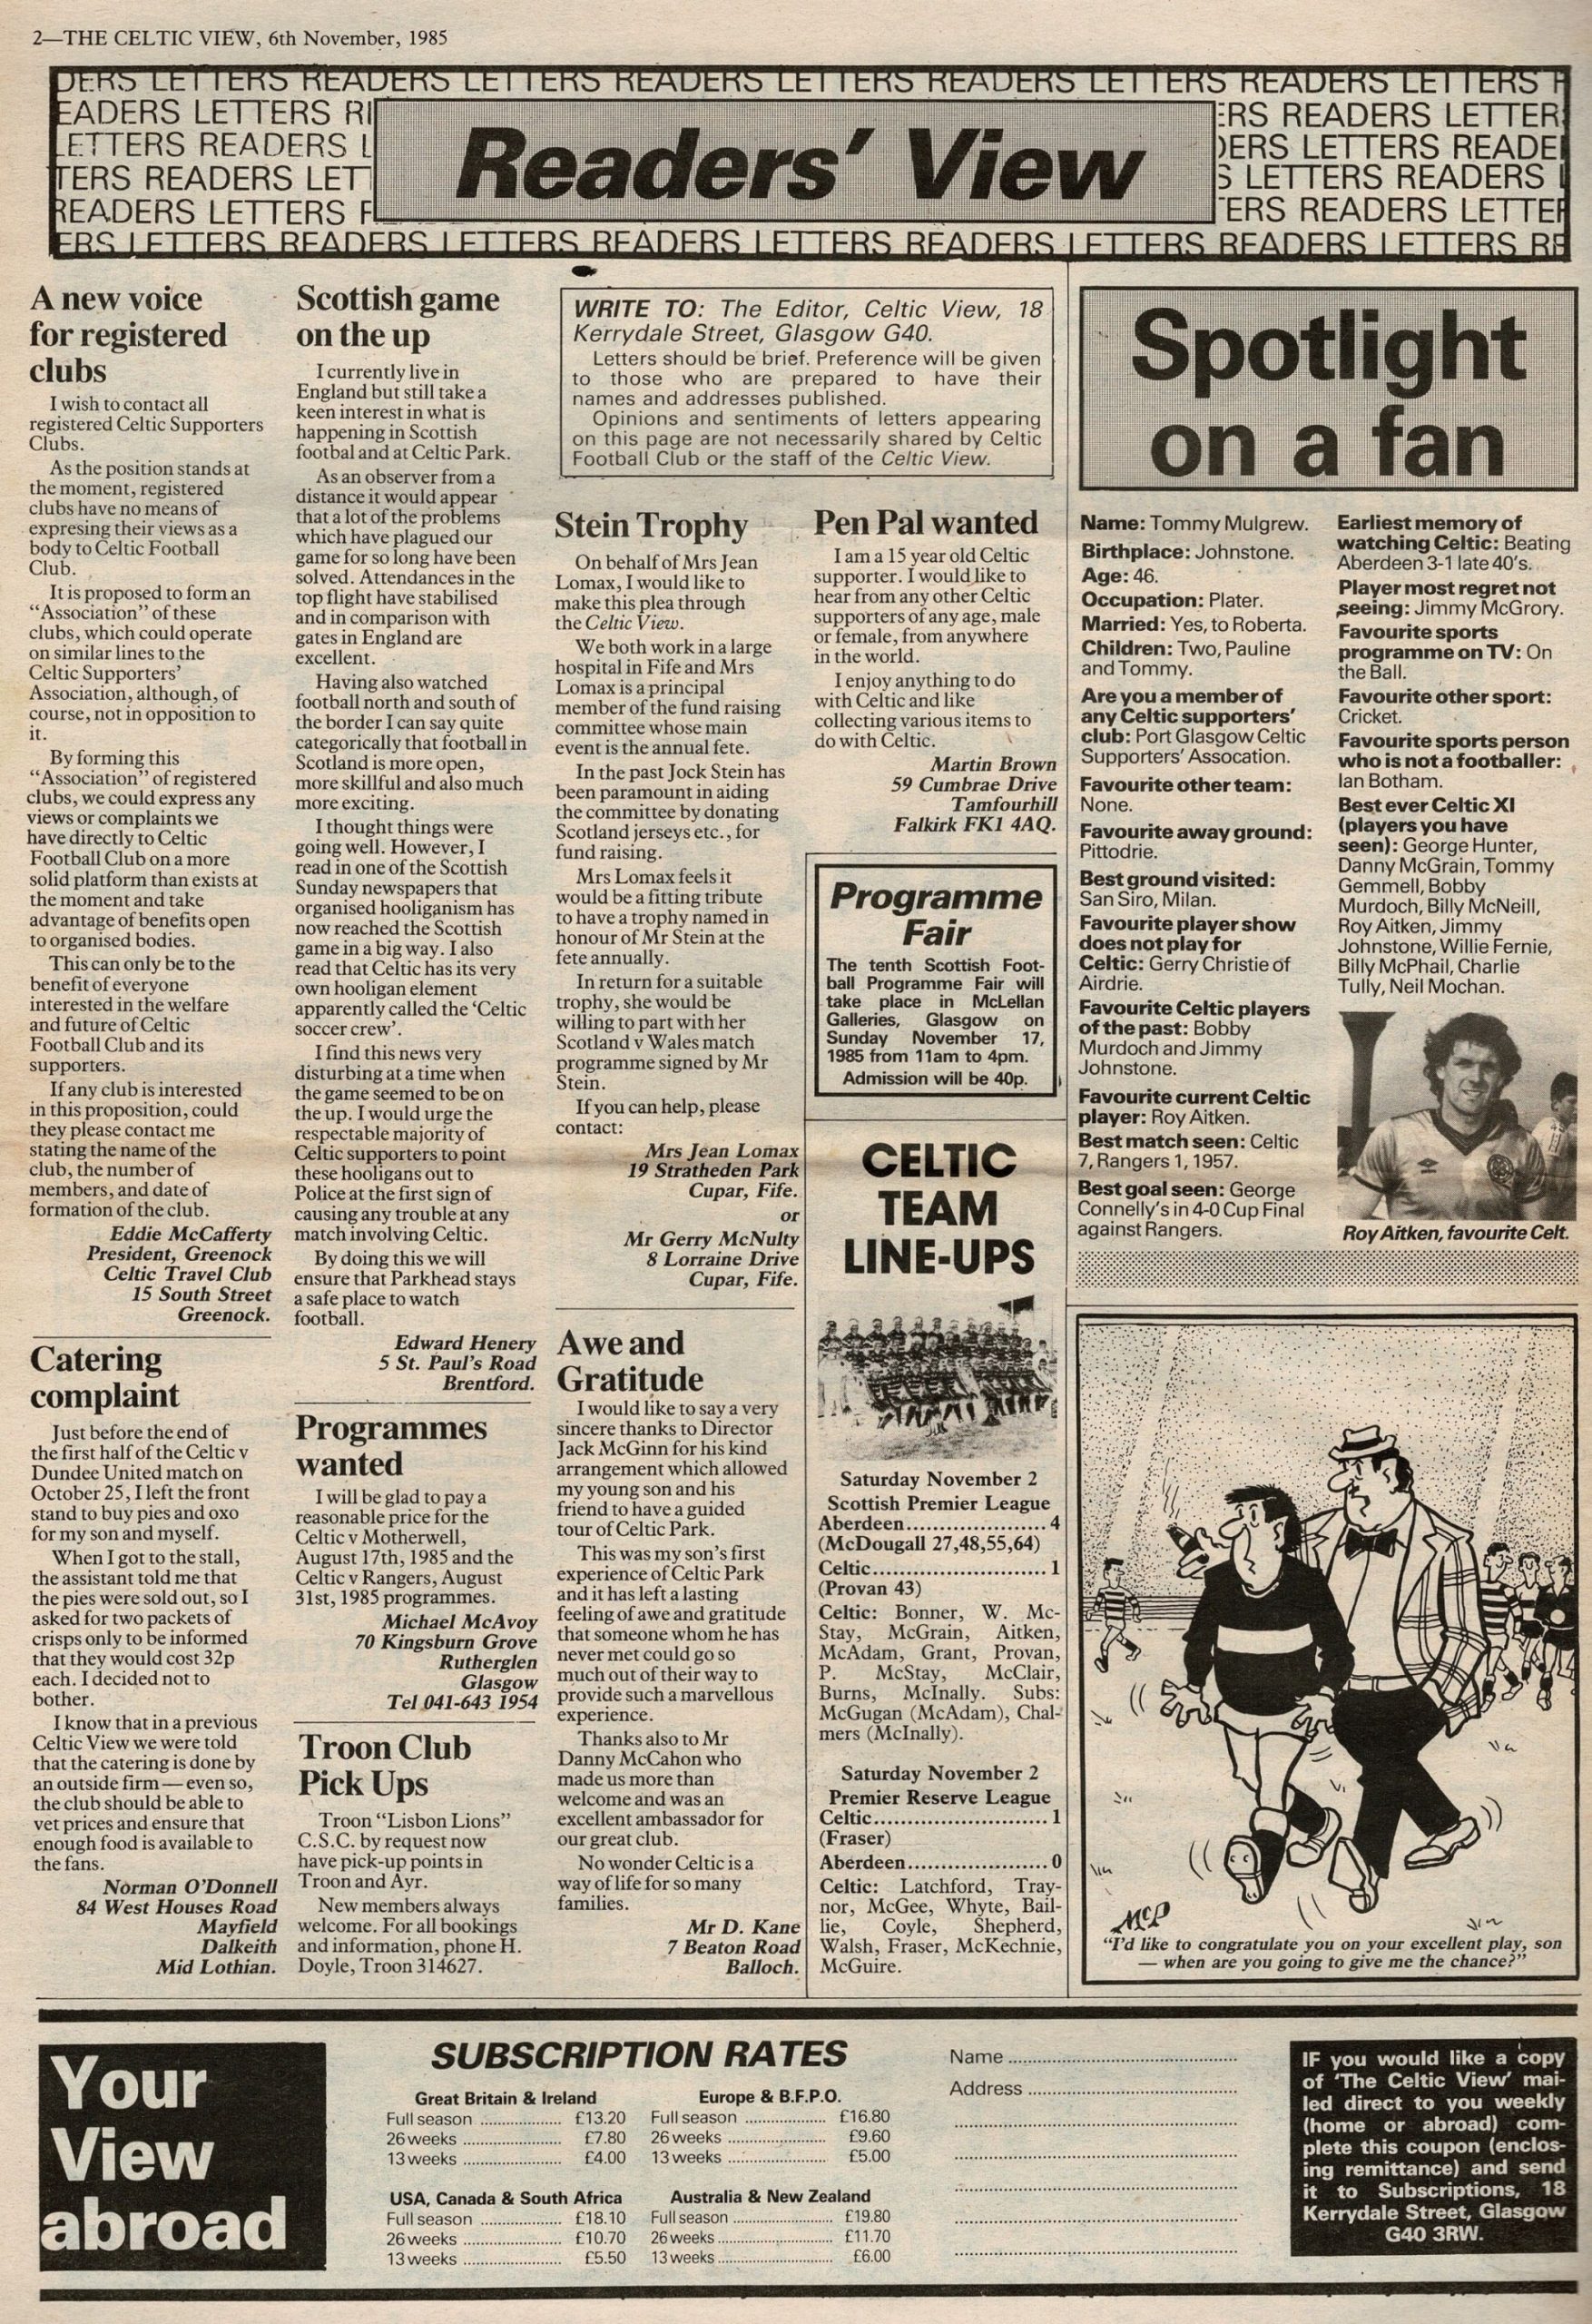 2—THE CELTIC VIEW, 6th November, 1985
DERS LETTERS READERS LETTERS READERS LETTERS READERS LETTERS READERS LETTERS
EADERS LETTERS
LETTERS READERS
TERS READERS LET
READERS LETTERS
Readers' View
ERS READERS LETTER
DERS LETTERS READE
S LETTERS READERS
ERS READERS LETTE
ERS LETTERS READERS LETTERS READERS LETTERS READERS LETTERS READERS LETTERS RE
A new voice
for registered
clubs
I wish to contact all
registered Celtic Supporters
Clubs.
As the position stands at
the moment, registered
clubs have no means of
expresing their views as a
body to Celtic Football
Club.
It is proposed to form an
“Association” of these
clubs, which could operate
on similar lines to the
Celtic Supporters’
Association, although, of
course, not in opposition to
it.
By forming this
“Association” of registered
clubs, we could express any
views or complaints we
have directly to Celtic
Football Club on a more
solid platform than exists at
the moment and take
advantage of benefits open
to organised bodies.
This can only be to the
benefit of everyone
interested in the welfare
and future of Celtic
Football Club and its
supporters.
If any club is interested
in this proposition, could
they please contact me
stating the name of the
club, the number of
members, and date of
formation of the club.
Eddie McCafferty
President, Greenock
Celtic Travel Club
15 South Street
Greenock.
Catering
complaint
Just before the end of
the first half of the Celtic v
Dundee United match on
October 25, I left the front
stand to buy pies and oxo
for my son and myself.
When I got to the stall,
the assistant told me that
the pies were sold out, so I
asked for two packets of
crisps only to be informed
that they would cost 32p
each. I decided not to
bother.
I know that in a previous
Celtic View we were told
that the catering is done by
an outside firm — even so,
the club should be able to
vet prices and ensure that
enough food is available to
the fans.
Norman O'Donnell
84 West Houses Road
Mayfield
Dalkeith
Mid Lothian.
Scottish game
on the up
I currently live in
England but still take a
keen interest in what is
happening in Scottish
footbal and at Celtic Park.
As an observer from a
distance it would appear
that a lot of the problems
which have plagued our
game for so long have been
solved. Attendances in the
top flight have stabilised
and in comparison with
gates in England are
excellent.
Having also watched
football north and south of
the border I can say quite
categorically that football in
Scotland is more open,
more skillful and also much
more exciting.
I thought things were
going well. However, I
read in one of the Scottish
Sunday newspapers that
organised hooliganism has
now reached the Scottish
game in a big way. I also
read that Celtic has its very
own hooligan element
apparently called the ‘Celtic
soccer crew’.
I find this news very
disturbing at a time when
the game seemed to be on
the up. I would urge the
respectable majority of
Celtic supporters to point
these hooligans out to
Police at the first sign of
causing any trouble at any
match involving Celtic.
By doing this we will
ensure that Parkhead stays
a safe place to watch
football.
Edward Henery
5 St. Paul's Road
Brentford.
Programmes
wanted
I will be glad to pay a
reasonable price for the
Celtic v Motherwell,
August 17th, 1985 and the
Celtic v Rangers, August
31st, 1985 programmes.
Michael McAvoy
70 Kingsburn Grove
Rutherglen
Glasgow
Tel 041-643 1954
Troon Club
Pick Ups
Troon “Lisbon Lions”
C.S.C. by request now
have pick-up points in
Troon and Ayr.
New members always
welcome. For all bookings
and information, phone H.
Doyle, Troon 314627.
WRITE TO: The Editor, Celtic View, 18
Kerrydale Street, Glasgow G40.
Letters should be brief. Preference will be given
to those who are prepared to have their
names and addresses published.
Opinions and sentiments of letters appearing
on this page are not necessarily shared by Celtic
Football Club or the staff of the Celtic View.
Stein Trophy
On behalf of Mrs Jean
Lomax, I would like to
make this plea through
the Celtic View.
We both work in a large
hospital in Fife and Mrs
Lomax is a principal
member of the fund raising
committee whose main
event is the annual fete.
In the past Jock Stein has
been paramount in aiding
the committee by donating
Scotland jerseys etc., for
fund raising.
Mrs Lomax feels it
would be a fitting tribute
to have a trophy named in
honour of Mr Stein at the
fete annually.
In return for a suitable
trophy, she would be
willing to part with her
Scotland v Wales match
programme signed by Mr
Stein.
If you can help, please
contact:
Mrs Jean Lomax
19 Stratheden Park
Cupar, Fife.
or
Mr Gerry McNulty
8 Lorraine Drive
Cupar, Fife.
Awe and
Gratitude
I would like to say a very
sincere thanks to Director
Jack McGinn for his kind
arrangement which allowed
my young son and his
friend to have a guided
tour of Celtic Park.
This was my son's first
experience of Celtic Park
and it has left a lasting
feeling of awe and gratitude
that someone whom he has
never met could go so
much out of their way to
provide such a marvellous
experience.
Thanks also to Mr
Danny McCahon who
made us more than
welcome and was an
excellent ambassador for
our great club.
No wonder Celtic is a
way of life for so many
families.
Mr D. Kane
7 Beaton Road
Balloch.
Pen Pal wanted
I am a 15 year old Celtic
supporter. I would like to
hear from any other Celtic
supporters of any age, male
or female, from anywhere
in the world.
I enjoy anything to do
with Celtic and like
collecting various items to
do with Celtic.
Martin Brown
59 Cumbrae Drive
Tamfourhill
Falkirk FK1 4AQ.
Programme
Fair
The tenth Scottish Foot-
ball Programme Fair will
take place in McLellan
Galleries, Glasgow on
Sunday November 17,
1985 from 11am to 4pm.
Admission will be 40p.
CELTIC
TEAM
LINE-UPS
Saturday November 2
Scottish Premier League
Aberdeen.....................4
(McDougall 27,48,55,64)
Celtic..........................1
(Provan 43)
Celtic: Bonner, W. Mc-
Stay, McGrain, Aitken,
McAdam, Grant, Provan,
P. McStay, McClair,
Burns, McInally. Subs:
McGugan (McAdam), Chal-
mers (McInally).
Saturday November 2
Premier Reserve League
Celtic..........................1
(Fraser)
Aberdeen.....................0
Celtic: Latchford, Tray-
nor, McGee, Whyte, Bail-
lie, Coyle, Shepherd,
Walsh, Fraser, McKechnie,
McGuire.
Spotlight
on a fan
Name: Tommy Mulgrew.
Birthplace: Johnstone.
Age: 46.
Occupation: Plater.
Married: Yes, to Roberta.
Children: Two, Pauline
and Tommy.
Are you a member of
any Celtic supporters’
club: Port Glasgow Celtic
Supporters’ Assocation.
Favourite other team:
None.
Favourite away ground:
Pittodrie.
Best ground visited:
San Siro, Milan.
Favourite player show
does not play for
Celtic: Gerry Christie of
Airdrie.
Favourite Celtic players
of the past: Bobby
Murdoch and Jimmy
Johnstone.
Favourite current Celtic
player: Roy Aitken.
Best match seen: Celtic
7, Rangers 1, 1957.
Best goal seen: George
Connelly's in 4-0 Cup Final
against Rangers.
Earliest memory of
watching Celtic: Beating
Aberdeen 3-1 late 40's.
Player most regret not
seeing: Jimmy McGrory.
Favourite sports
programme on TV: On
the Ball.
Favourite other sport:
Cricket.
Favourite sports person
who is not a footballer:
Ian Botham.
Best ever Celtic XI
(players you have
seen): George Hunter,
Danny McGrain, Tommy
Gemmell, Bobby
Murdoch, Billy McNeill,
Roy Aitken, Jimmy
Johnstone, Willie Fernie,
Billy McPhail, Charlie
Tully, Neil Mochan.
Roy Aitken, favourite Celt.
McP
“I'd like to congratulate you on your excellent play, son
— when are you going to give me the chance?”
Your
View
abroad
SUBSCRIPTION RATES
Great Britain & Ireland
Full season .................. £13.20
26 weeks ...................... £7.80
13 weeks ...................... £4.00
Europe & B.F.P.O.
Full season .................. £16.80
26 weeks ...................... £9.60
13 weeks ...................... £5.00
USA, Canada & South Africa
Full season .................. £18.10
26 weeks ...................... £10.70
13 weeks ...................... £5.50
Australia & New Zealand
Full season ...................... £19.80
26 weeks .......................... £11.70
13 weeks .......................... £6.00
Name ..................................................
Address ..............................................
IF you would like a copy
of ‘The Celtic View’ mai-
led direct to you weekly
(home or abroad) com-
plete this coupon (enclos-
ing remittance) and send
it to Subscriptions, 18
Kerrydale Street, Glasgow
G40 3RW.